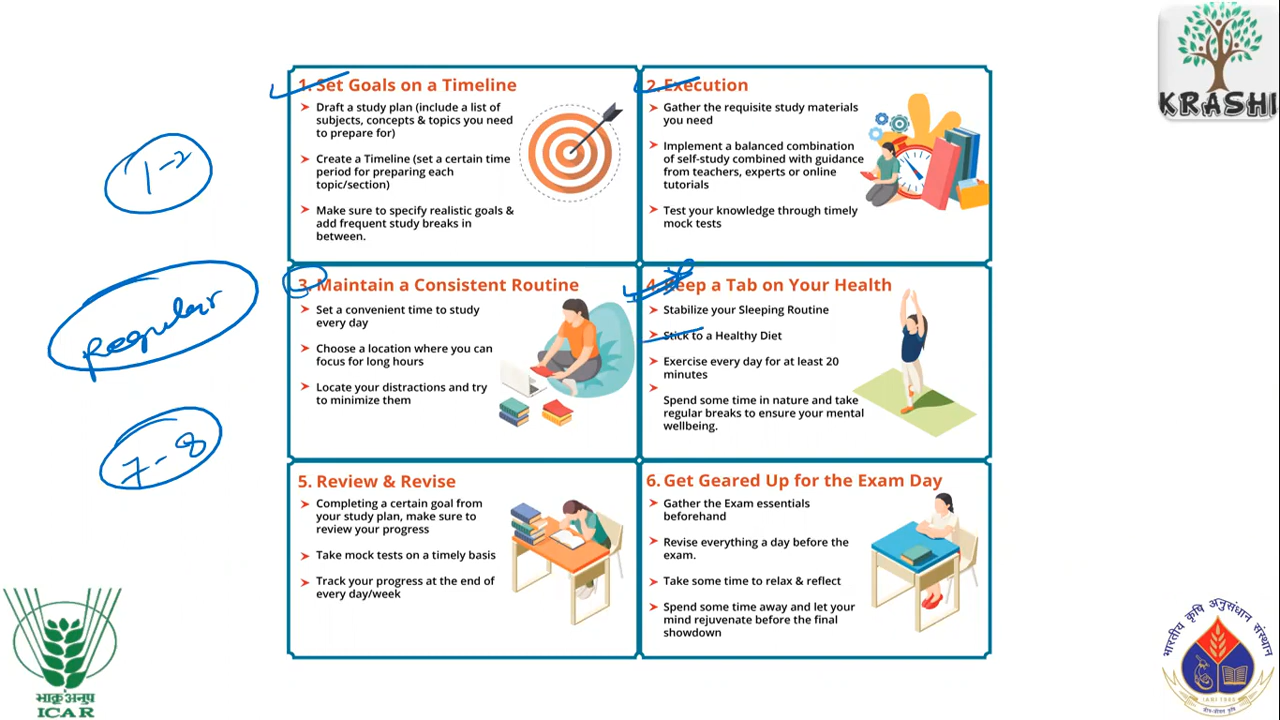 KRASHI
1. Set Goals on a Timeline
➤ Draft a study plan (include a list of
subjects, concepts & topics you need
to prepare for)
➤ Create a Timeline (set a certain time
period for preparing each
topic/section)
➤ Make sure to specify realistic goals &
add frequent study breaks in
between.
2. Execution
➤ Gather the requisite study materials
you need
➤ Implement a balanced combination
of self-study combined with guidance
from teachers, experts or online
tutorials
➤ Test your knowledge through timely
mock tests
1-2
3. Maintain a Consistent Routine
➤ Set a convenient time to study
every day
➤ Choose a location where you can
focus for long hours
➤ Locate your distractions and try
to minimize them
4. Keep a Tab on Your Health
➤ Stabilize your Sleeping Routine
➤ Stick to a Healthy Diet
➤ Exercise every day for at least 20
minutes
➤ Spend some time in nature and take
regular breaks to ensure your mental
wellbeing.
Regular
7-8
5. Review & Revise
➤ Completing a certain goal from
your study plan, make sure to
review your progress
➤ Take mock tests on a timely basis
➤ Track your progress at the end of
every day/week
6. Get Geared Up for the Exam Day
➤ Gather the Exam essentials
beforehand
➤ Revise everything a day before the
exam.
➤ Take some time to relax & reflect
➤ Spend some time away and let your
mind rejuvenate before the final
showdown
भाकृअनुप
ICAR
भारतीय कृषि अनुसंधान संस्थान